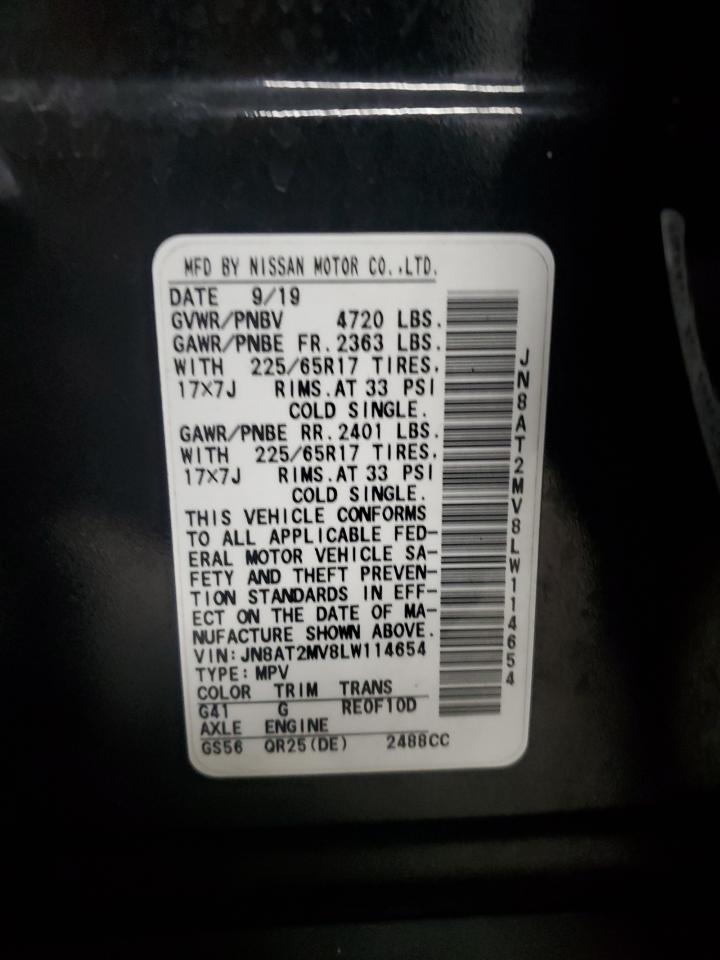 MFD BY NISSAN MOTOR CO.,LTD.
DATE 9/19
GVWR/PNBV 4720 LBS.
GAWR/PNBE FR.2363 LBS.
WITH 225/65R17 TIRES.
17X7J RIMS.AT 33 PSI
COLD SINGLE.
GAWR/PNBE RR.2401 LBS.
WITH 225/65R17 TIRES.
17X7J RIMS.AT 33 PSI
COLD SINGLE.
THIS VEHICLE CONFORMS
TO ALL APPLICABLE FED-
ERAL MOTOR VEHICLE SA-
FETY AND THEFT PREVEN-
TION STANDARDS IN EFF-
ECT ON THE DATE OF MA-
NUFACTURE SHOWN ABOVE.
VIN:JN8AT2MV8LW114654
TYPE:MPV
COLOR TRIM TRANS
G41 G RE0F10D
AXLE ENGINE
GS56 QR25(DE) 2488CC
JN8AT2MV8LW114654